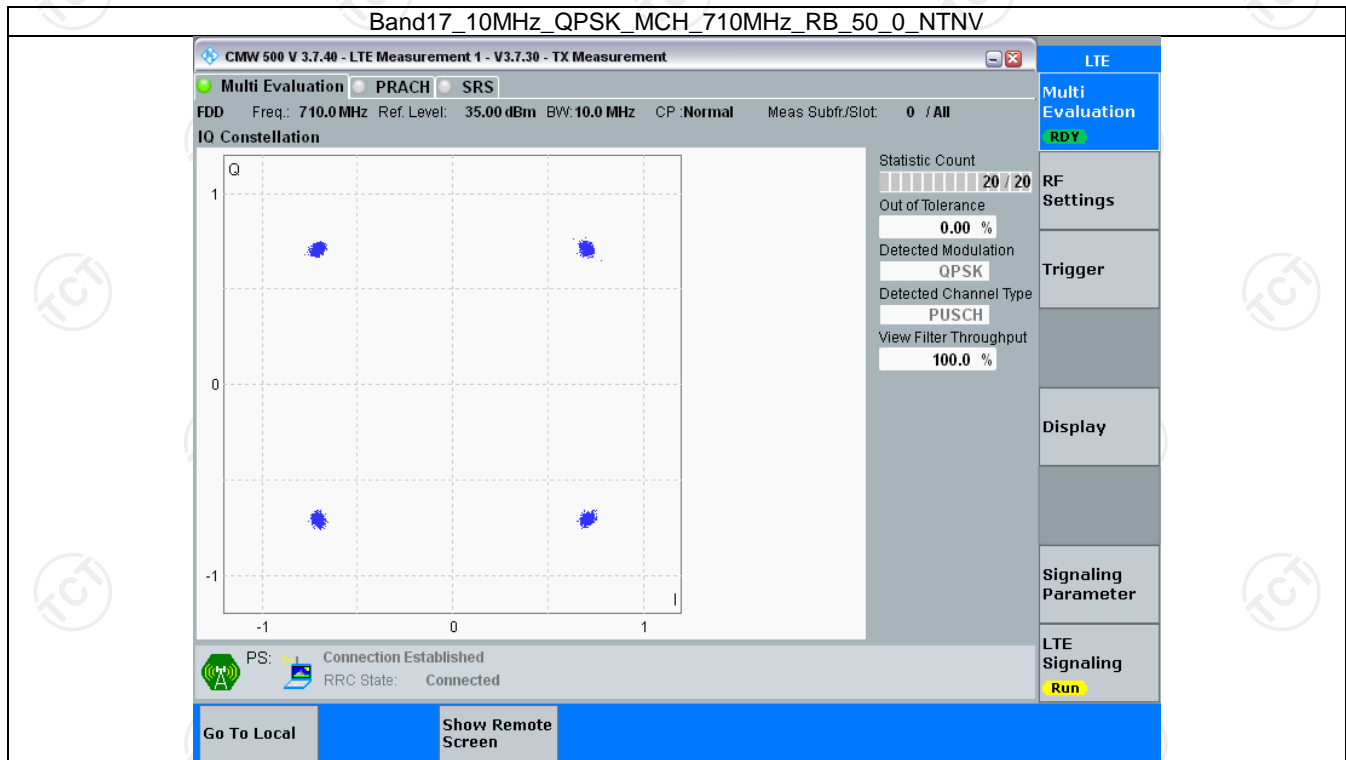 Band17_10MHz_QPSK_MCH_710MHz_RB_50_0_NTNV
CMW 500 V 3.7.40 - LTE Measurement 1 - V3.7.30 - TX Measurement
LTE
Multi Evaluation PRACH SRS
FDD Freq.: 710.0 MHz Ref. Level: 35.00 dBm BW: 10.0 MHz CP :Normal Meas Subfr./Slot: 0 / All
IQ Constellation
Q
1
0
-1
I
-1 0 1
Statistic Count
20 / 20
Out of Tolerance
0.00 %
Detected Modulation
QPSK
Detected Channel Type
PUSCH
View Filter Throughput
100.0 %
Multi
Evaluation
RDY
RF
Settings
Trigger
Display
Signaling
Parameter
LTE
Signaling
Run
PS: Connection Established
RRC State: Connected
Go To Local
Show Remote
Screen
TCT
TCT
TCT
TCT